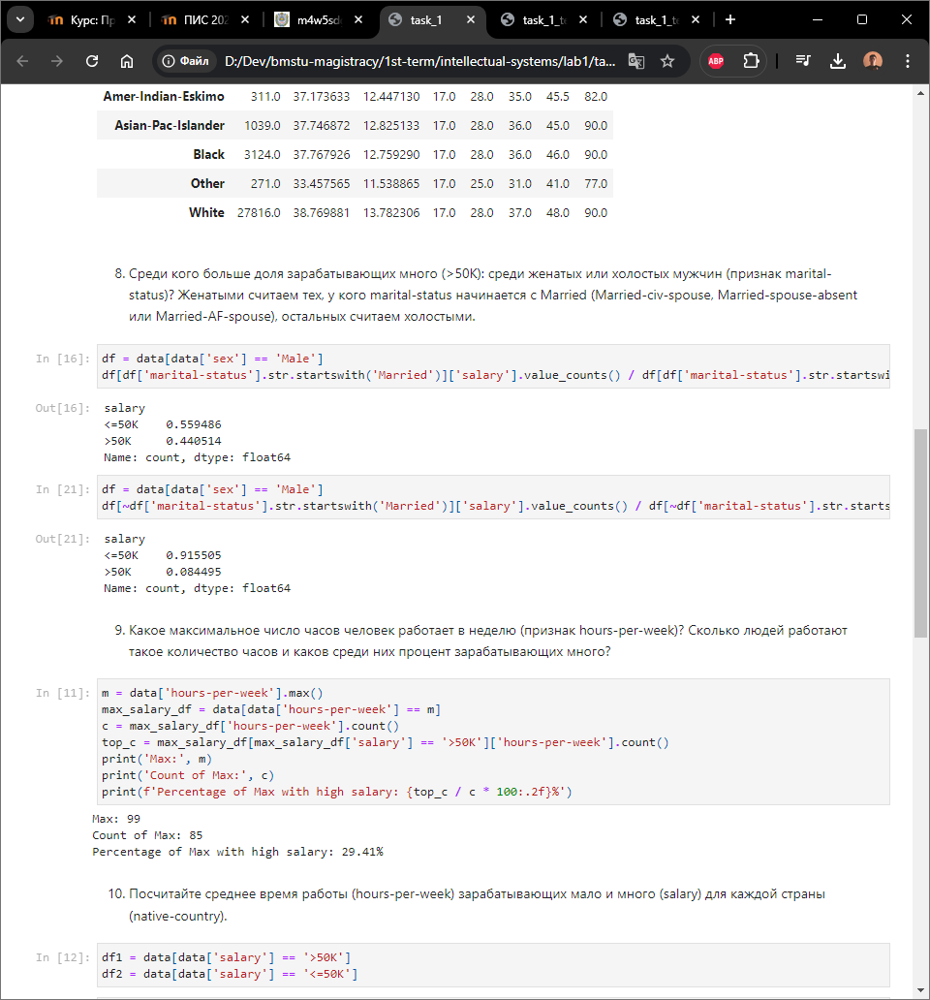 Курс: Пр
ПИС 202
m4w5sd
task_1
task_1_te
task_1_te
Файл
D:/Dev/bmstu-magistracy/1st-term/intellectual-systems/lab1/ta...
ABP
Amer-Indian-Eskimo 311.0 37.173633 12.447130 17.0 28.0 35.0 45.5 82.0
Asian-Pac-Islander 1039.0 37.746872 12.825133 17.0 28.0 36.0 45.0 90.0
Black 3124.0 37.767926 12.759290 17.0 28.0 36.0 46.0 90.0
Other 271.0 33.457565 11.538865 17.0 25.0 31.0 41.0 77.0
White 27816.0 38.769881 13.782306 17.0 28.0 37.0 48.0 90.0
8. Среди кого больше доля зарабатывающих много (>50K): среди женатых или холостых мужчин (признак marital-
status)? Женатыми считаем тех, у кого marital-status начинается с Married (Married-civ-spouse, Married-spouse-absent
или Married-AF-spouse), остальных считаем холостыми.
In [16]: df = data[data['sex'] == 'Male']
df[df['marital-status'].str.startswith('Married')]['salary'].value_counts() / df[df['marital-status'].str.startswi
Out[16]: salary
<=50K 0.559486
>50K 0.440514
Name: count, dtype: float64
In [21]: df = data[data['sex'] == 'Male']
df[~df['marital-status'].str.startswith('Married')]['salary'].value_counts() / df[~df['marital-status'].str.starts
Out[21]: salary
<=50K 0.915505
>50K 0.084495
Name: count, dtype: float64
9. Какое максимальное число часов человек работает в неделю (признак hours-per-week)? Сколько людей работают
такое количество часов и каков среди них процент зарабатывающих много?
In [11]: m = data['hours-per-week'].max()
max_salary_df = data[data['hours-per-week'] == m]
c = max_salary_df['hours-per-week'].count()
top_c = max_salary_df[max_salary_df['salary'] == '>50K']['hours-per-week'].count()
print('Max:', m)
print('Count of Max:', c)
print(f'Percentage of Max with high salary: {top_c / c * 100:.2f}%')
Max: 99
Count of Max: 85
Percentage of Max with high salary: 29.41%
10. Посчитайте среднее время работы (hours-per-week) зарабатывающих мало и много (salary) для каждой страны
(native-country).
In [12]: df1 = data[data['salary'] == '>50K']
df2 = data[data['salary'] == '<=50K']